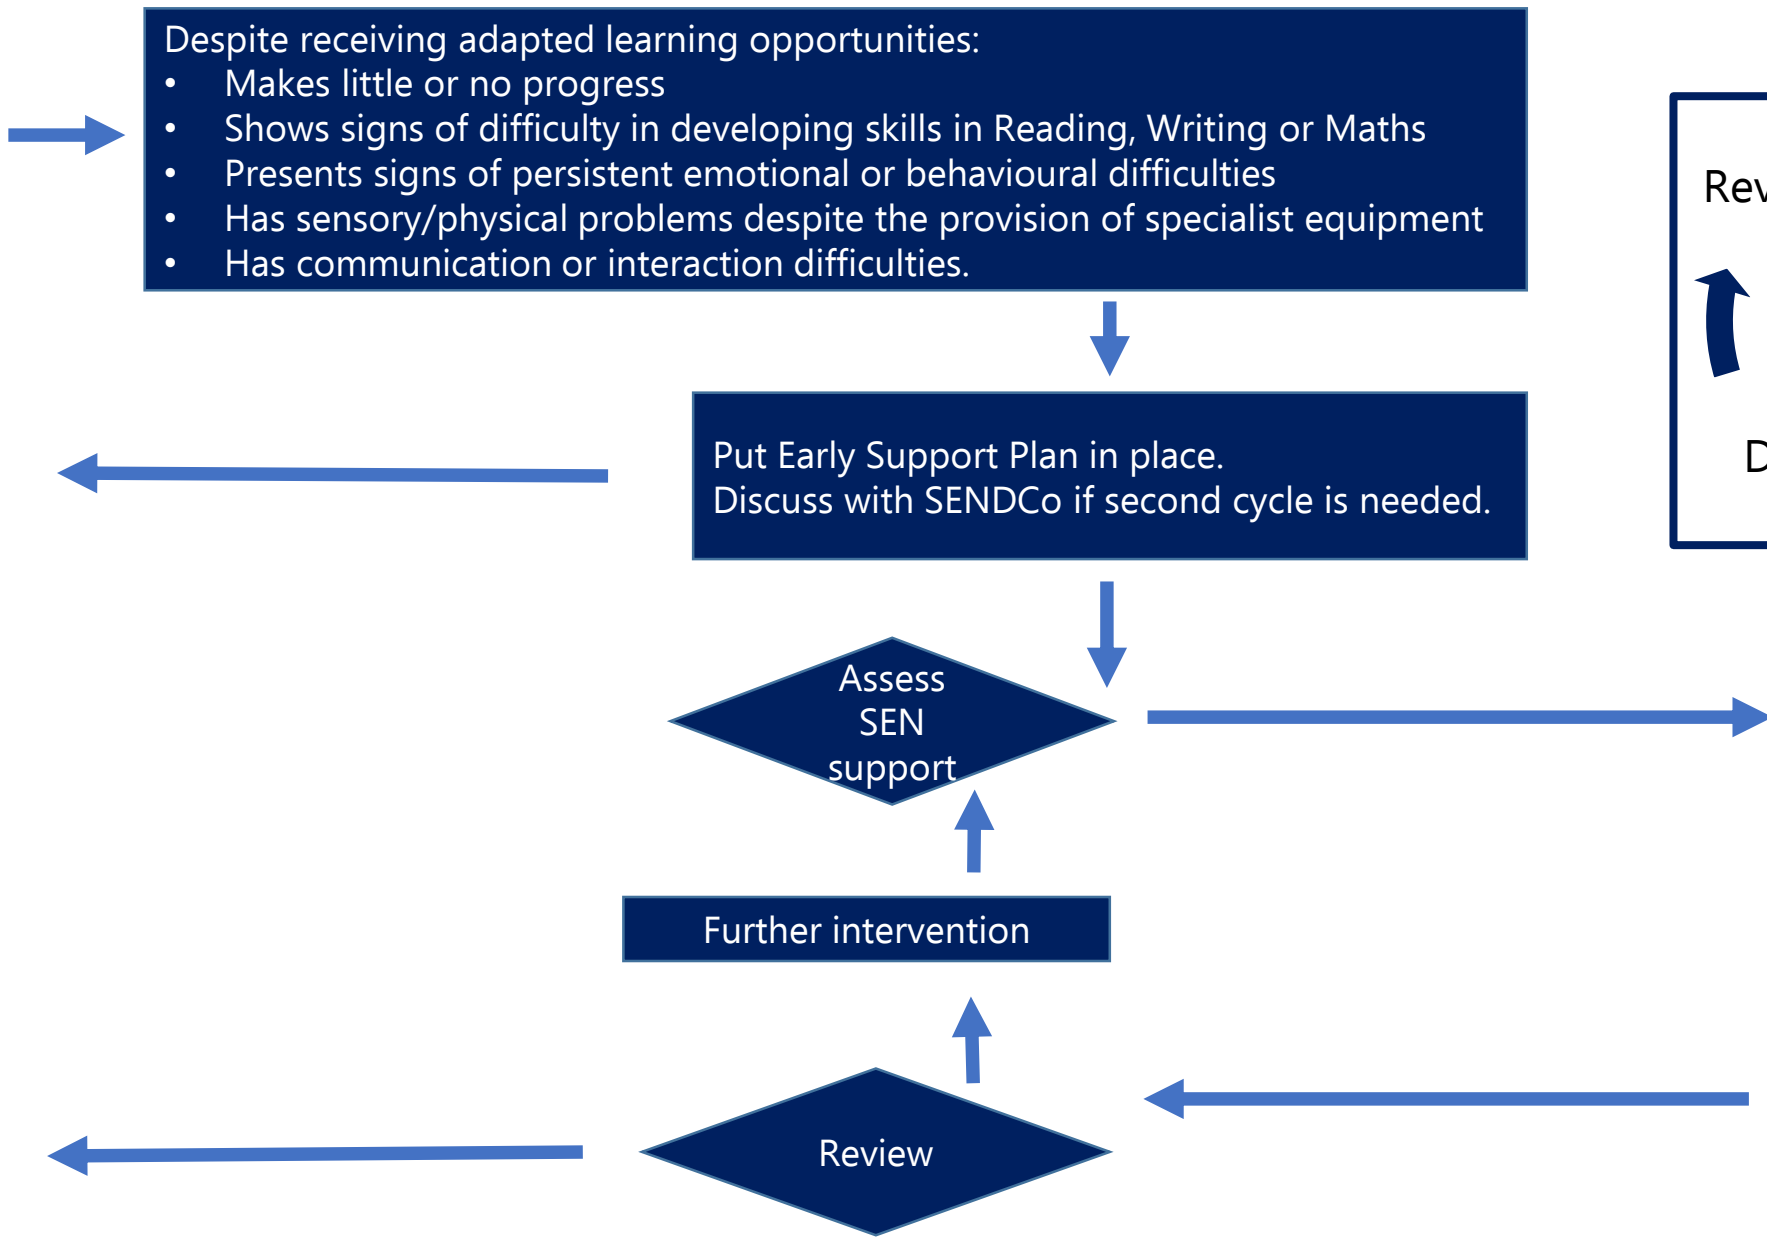 Despite receiving adapted learning opportunities:
• Makes little or no progress
• Shows signs of difficulty in developing skills in Reading, Writing or Maths
• Presents signs of persistent emotional or behavioural difficulties
• Has sensory/physical problems despite the provision of specialist equipment
• Has communication or interaction difficulties.
Put Early Support Plan in place.
Discuss with SENDCo if second cycle is needed.
Assess
SEN
support
Further intervention
Review